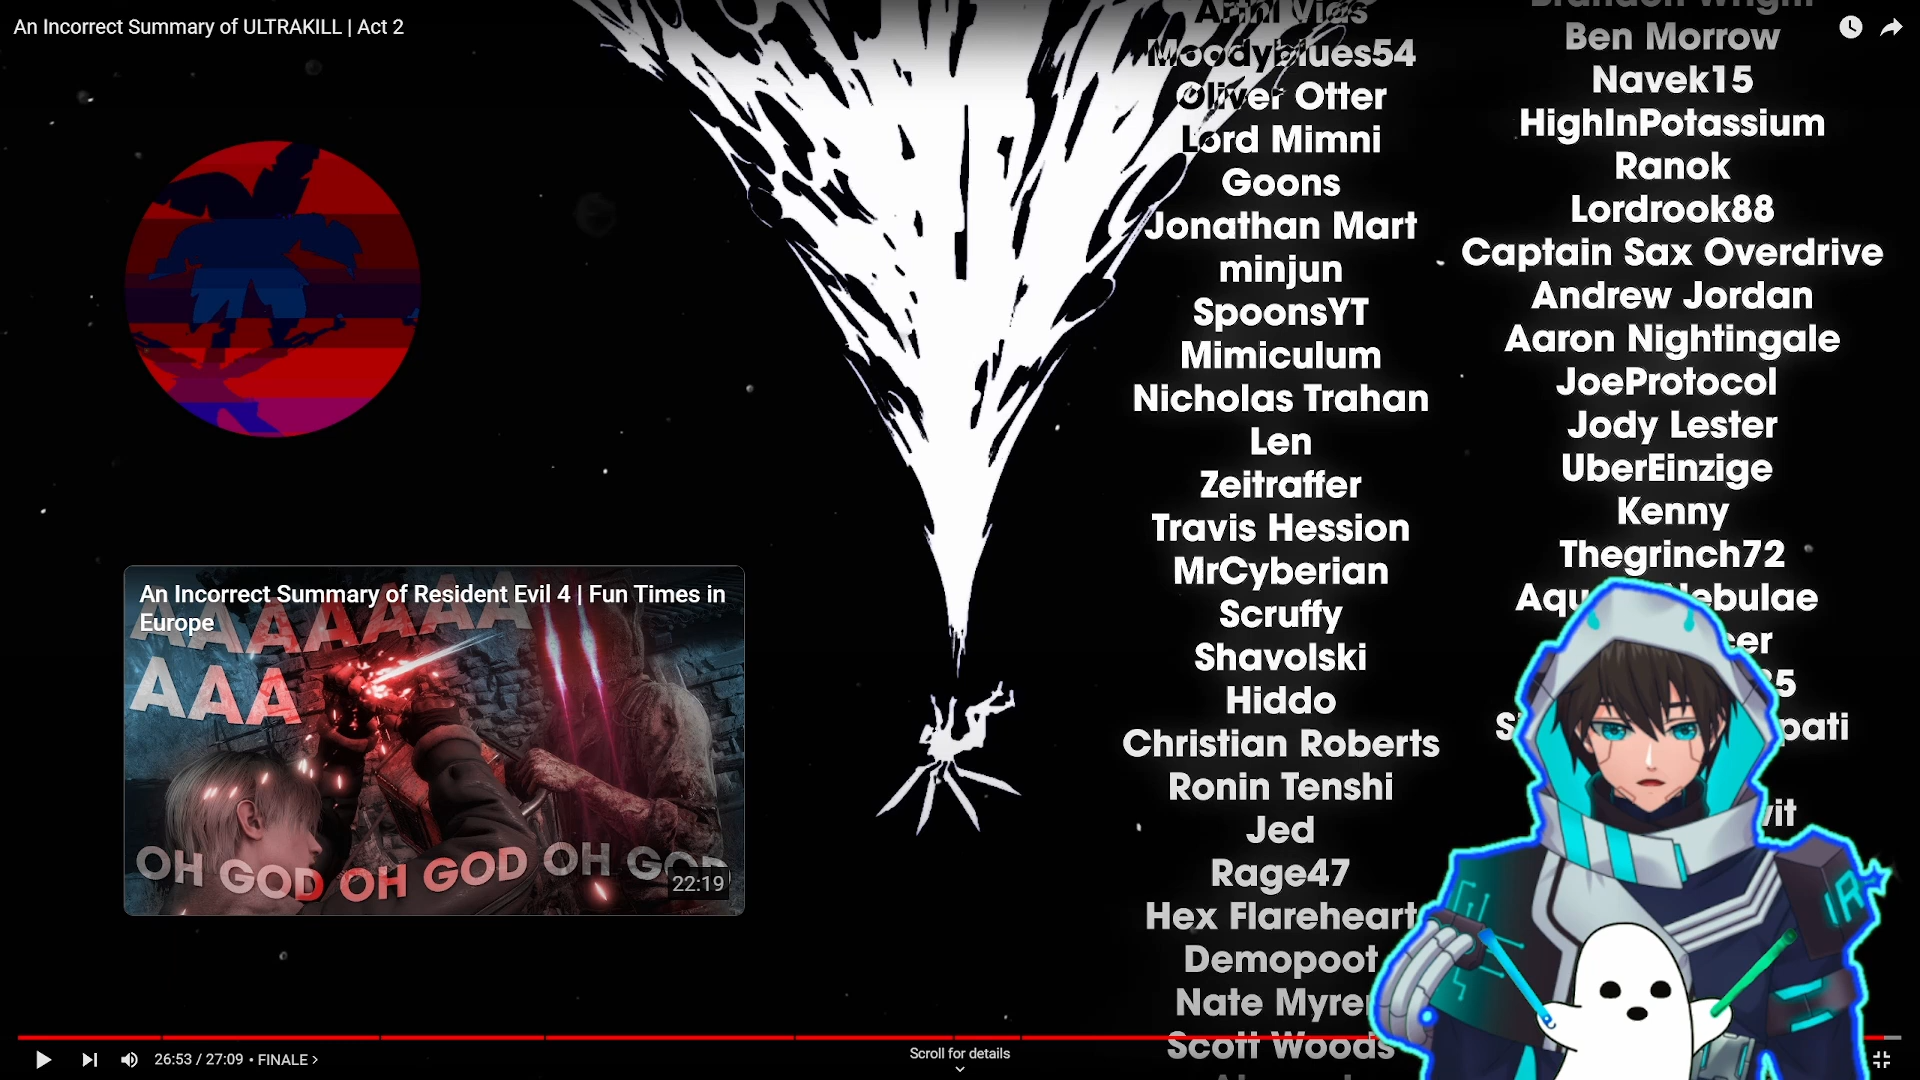 An Incorrect Summary of ULTRAKILL | Act 2
An Incorrect Summary of Resident Evil 4 | Fun Times in
Europe
AAAAAAA
AAA
OH GOD OH GOD OH GOD
22:19
Moodyblues54
Oliver Otter
Lord Mimni
Goons
Jonathan Mart
minjun
SpoonsYT
Mimiculum
Nicholas Trahan
Len
Zeitraffer
Travis Hession
MrCyberian
Scruffy
Shavolski
Hiddo
Christian Roberts
Ronin Tenshi
Jed
Rage47
Hex Flareheart
Demopoot
Nate
Scott Woods
Brandon Wright
Ben Morrow
Navek15
HighInPotassium
Ranok
Lordrook88
Captain Sax Overdrive
Andrew Jordan
Aaron Nightingale
JoeProtocol
Jody Lester
UberEinzige
Kenny
Thegrinch72
R
26:53 / 27:09 • FINALE >
Scroll for details